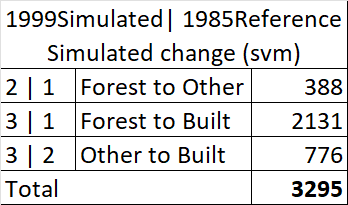 1999Simulated| 1985Reference
Simulated change (svm)
2 | 1 Forest to Other 388
3 | 1 Forest to Built 2131
3 | 2 Other to Built 776
Total 3295